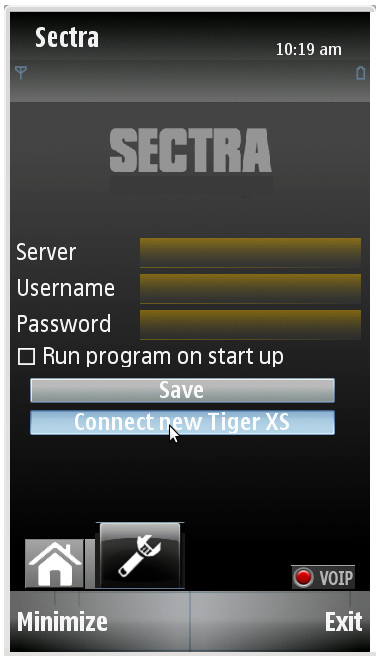 Sectra
10:19 am
SECTRA
Server
Username
Password
Run program on start up
Save
Connect new Tiger XS
VOIP
Minimize
Exit